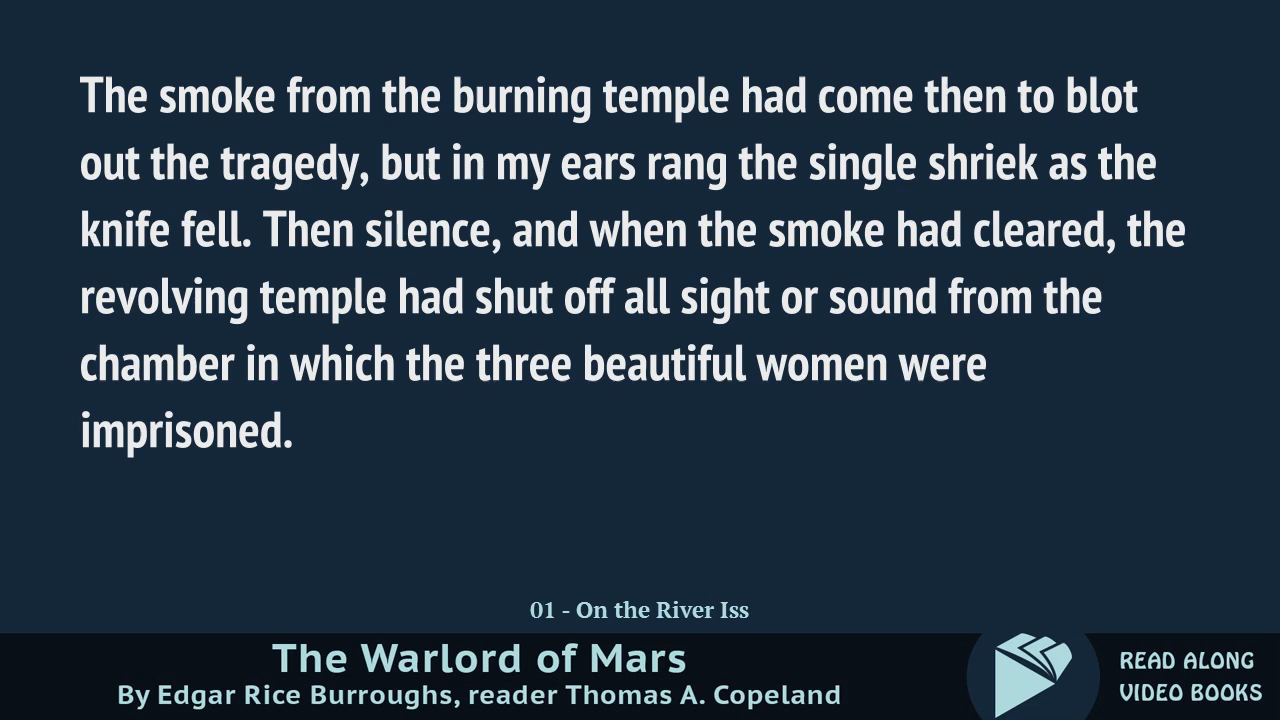 The smoke from the burning temple had come then to blot
out the tragedy, but in my ears rang the single shriek as the
knife fell. Then silence, and when the smoke had cleared, the
revolving temple had shut off all sight or sound from the
chamber in which the three beautiful women were
imprisoned.
01 - On the River Iss
The Warlord of Mars
By Edgar Rice Burroughs, reader Thomas A. Copeland
READ ALONG
VIDEO BOOKS